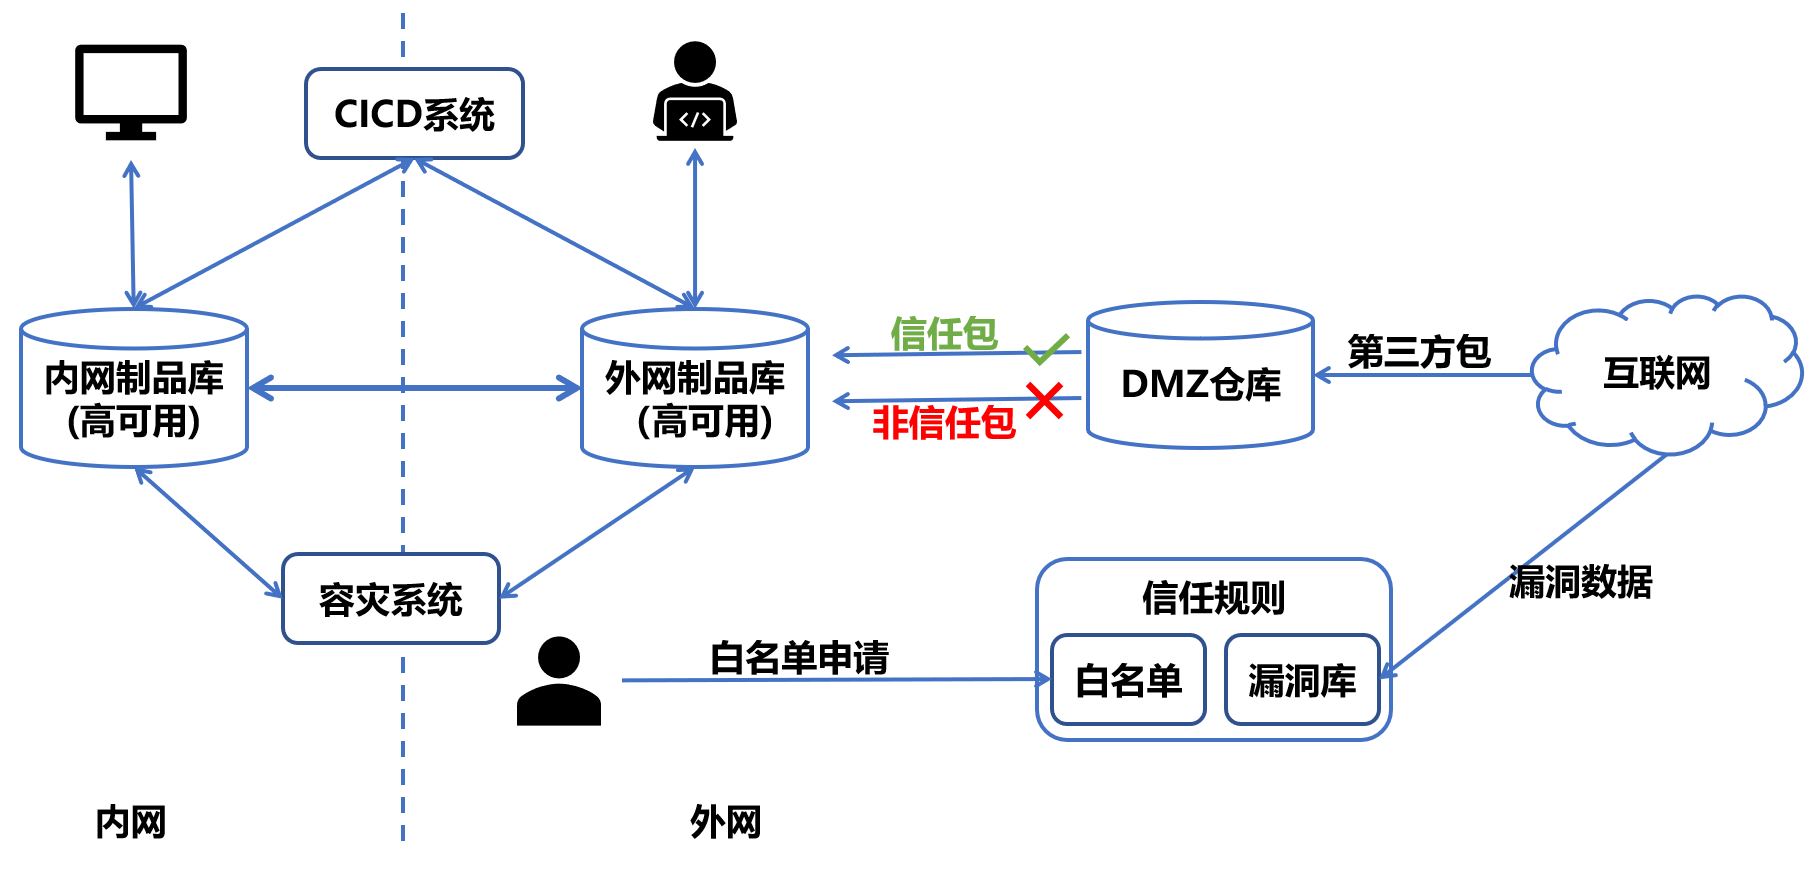 CICD系统
信任包
内网制品库
(高可用)
外网制品库
(高可用)
DMZ仓库
第三方包
互联网
非信任包
容灾系统
信任规则
漏洞数据
白名单申请
白名单
漏洞库
内网
外网